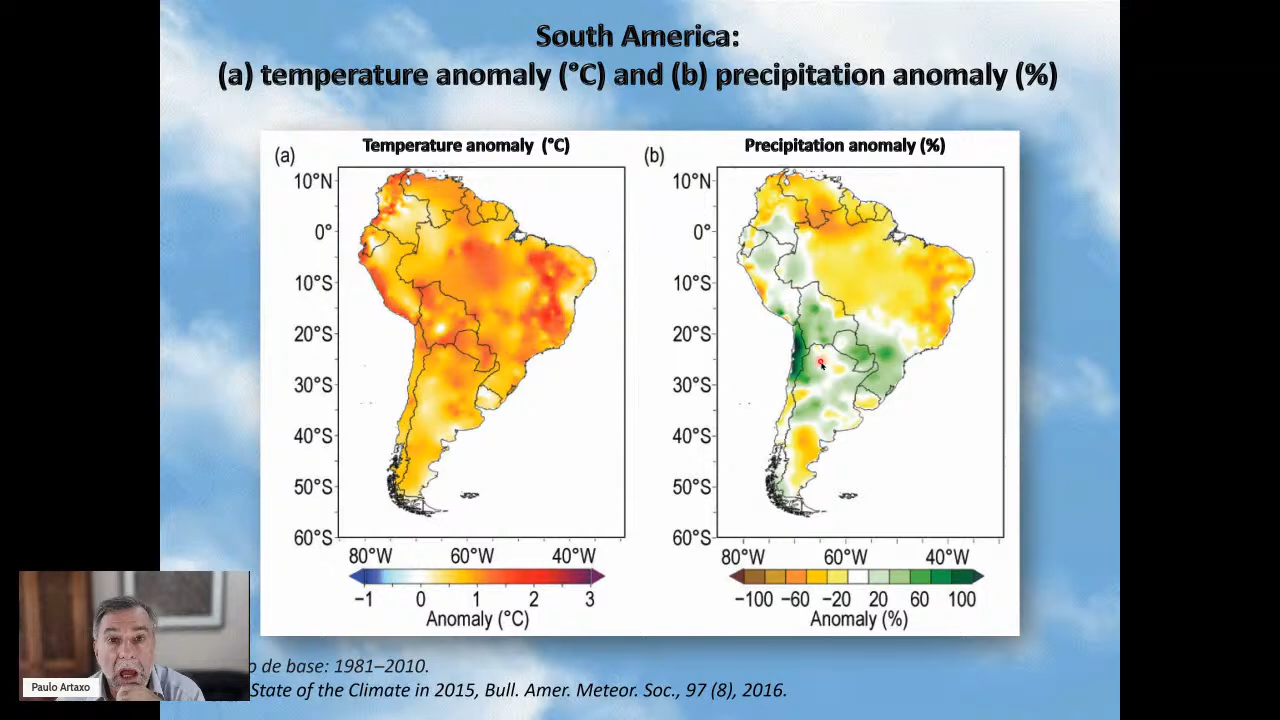 South America:
(a) temperature anomaly (°C) and (b) precipitation anomaly (%)
(a)
Temperature anomaly (°C)
10°N
0°
10°S
20°S
30°S
40°S
50°S
60°S
80°W 60°W 40°W
−1 0 1 2 3
Anomaly (°C)
(b)
Precipitation anomaly (%)
10°N
0°
10°S
20°S
30°S
40°S
50°S
60°S
80°W 60°W 40°W
−100 −60 −20 20 60 100
Anomaly (%)
o de base: 1981–2010.
State of the Climate in 2015, Bull. Amer. Meteor. Soc., 97 (8), 2016.
Paulo Artaxo